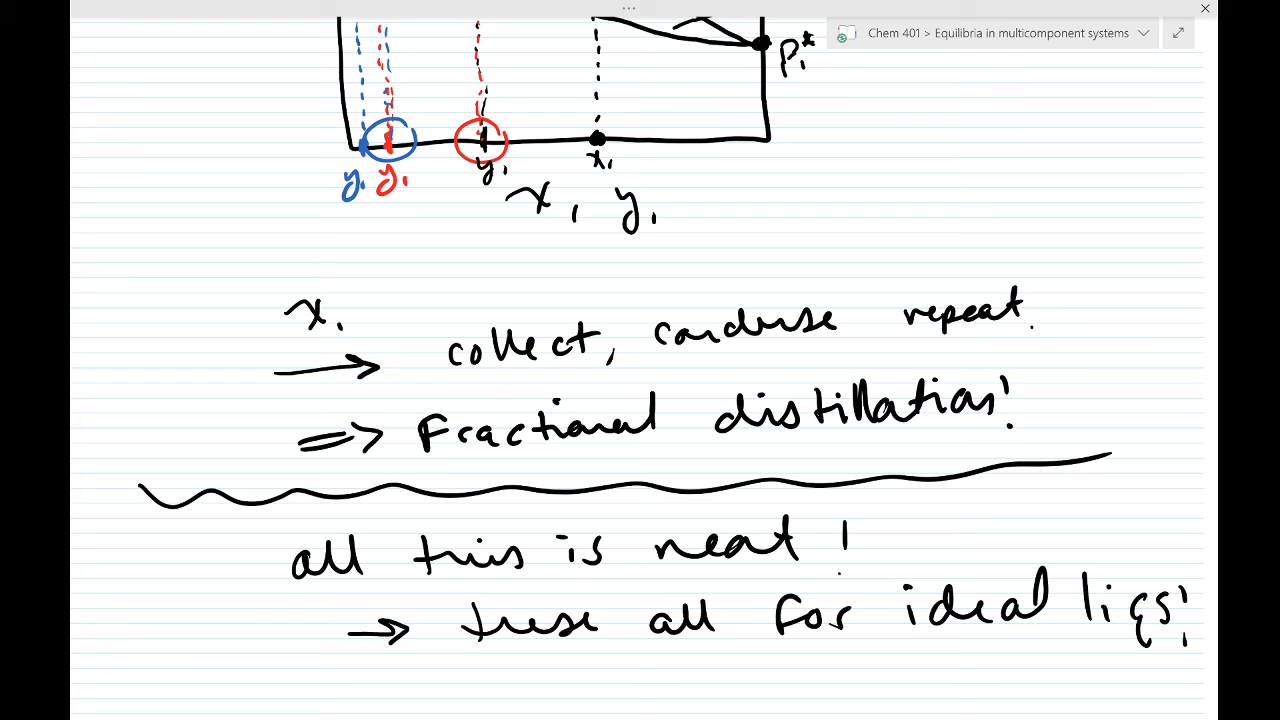 Chem 401 > Equilibria in multicomponent systems
P₁*
y₁ y₁ y₁ x₁
x₁ y₁
x₁
→ collect, condense repeat.
⇒ Fractional distillation!
all this is neat!
→ these all for ideal liqs!